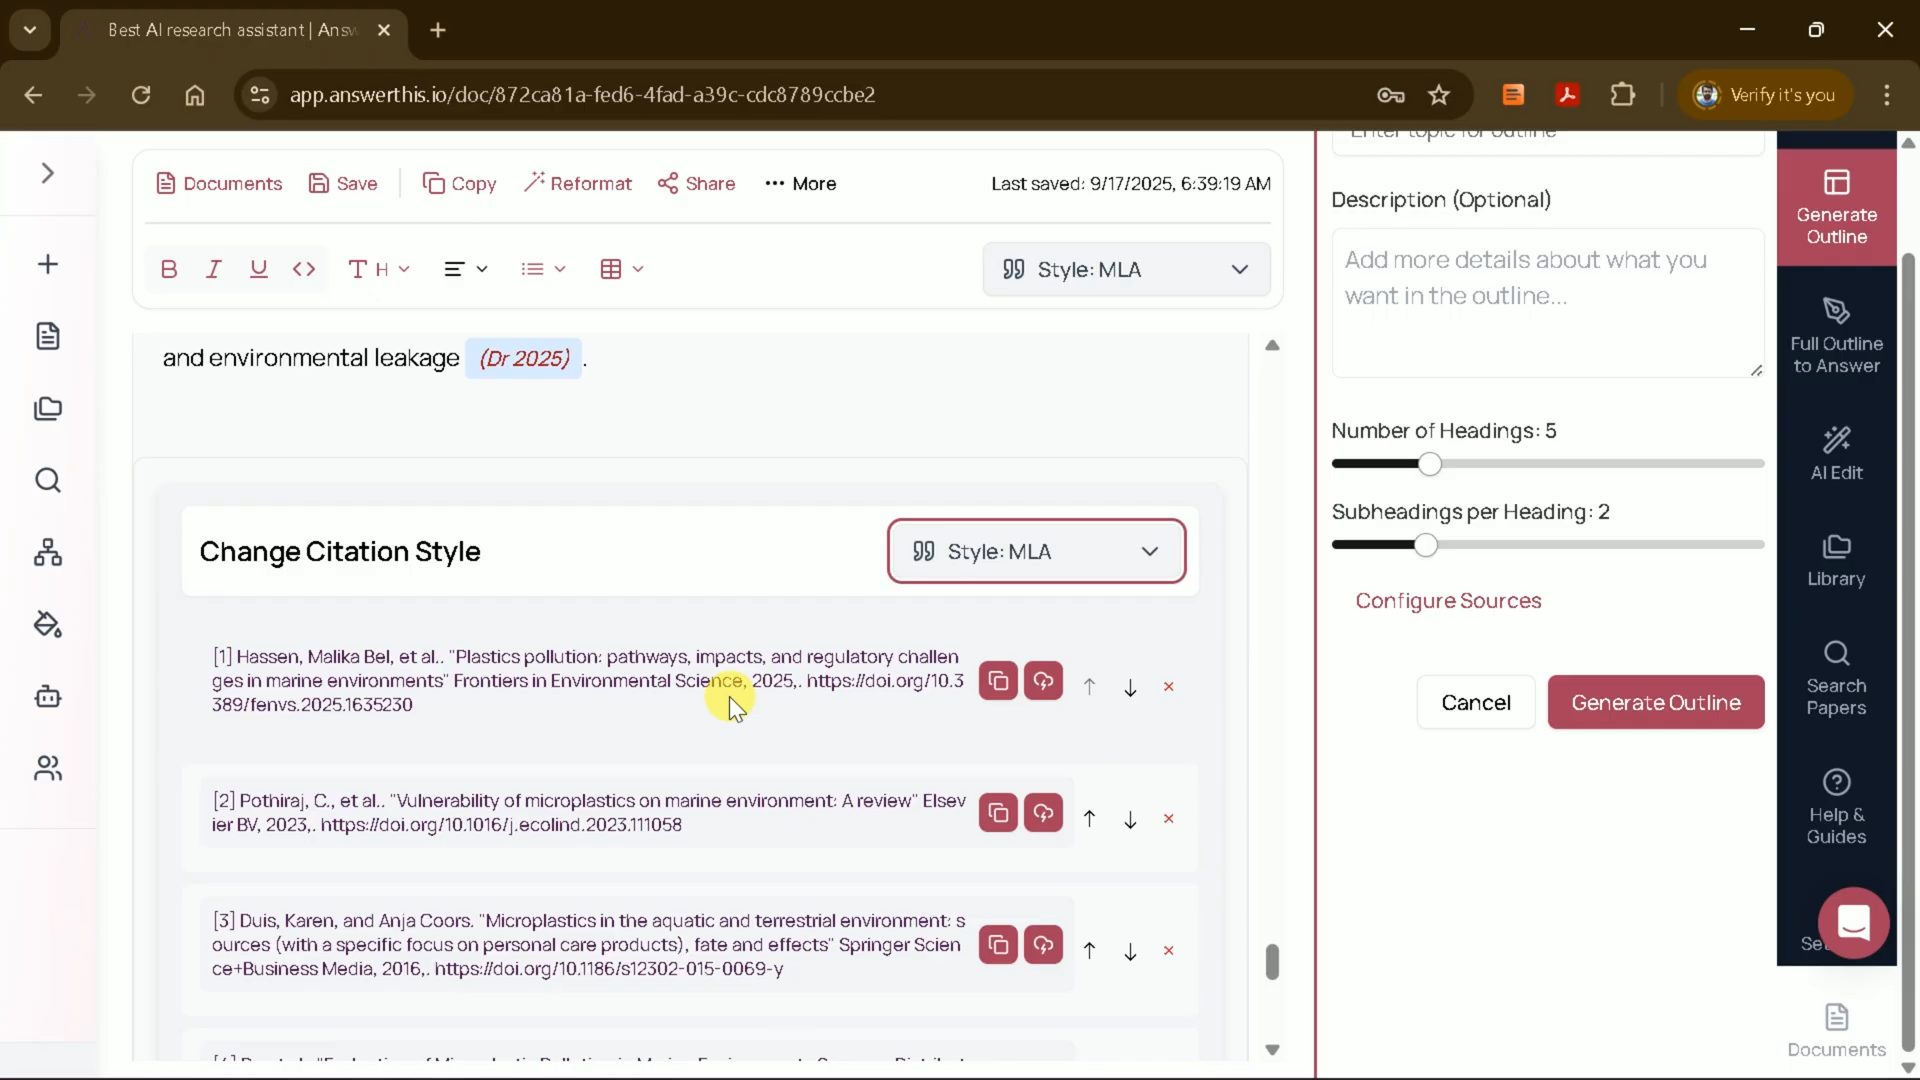 Best AI research assistant | Answ
app.answerthis.io/doc/872ca81a-fed6-4fad-a39c-cdc8789ccbe2
Verify it's you
Documents Save Copy Reformat Share More Last saved: 9/17/2025, 6:39:19 AM
B I U <> T H Style: MLA
and environmental leakage (Dr 2025) .
Change Citation Style
Style: MLA
[1] Hassen, Malika Bel, et al.. "Plastics pollution: pathways, impacts, and regulatory challen
ges in marine environments" Frontiers in Environmental Science, 2025,. https://doi.org/10.3
389/fenvs.2025.1635230
[2] Pothiraj, C., et al.. "Vulnerability of microplastics on marine environment: A review" Elsev
ier BV, 2023,. https://doi.org/10.1016/j.ecolind.2023.111058
[3] Duis, Karen, and Anja Coors. "Microplastics in the aquatic and terrestrial environment: s
ources (with a specific focus on personal care products), fate and effects" Springer Scien
ce+Business Media, 2016,. https://doi.org/10.1186/s12302-015-0069-y
Enter topic for outline
Description (Optional)
Add more details about what you
want in the outline...
Number of Headings: 5
Subheadings per Heading: 2
Configure Sources
Cancel
Generate Outline
Generate
Outline
Full Outline
to Answer
AI Edit
Library
Search
Papers
Help &
Guides
Se
Documents